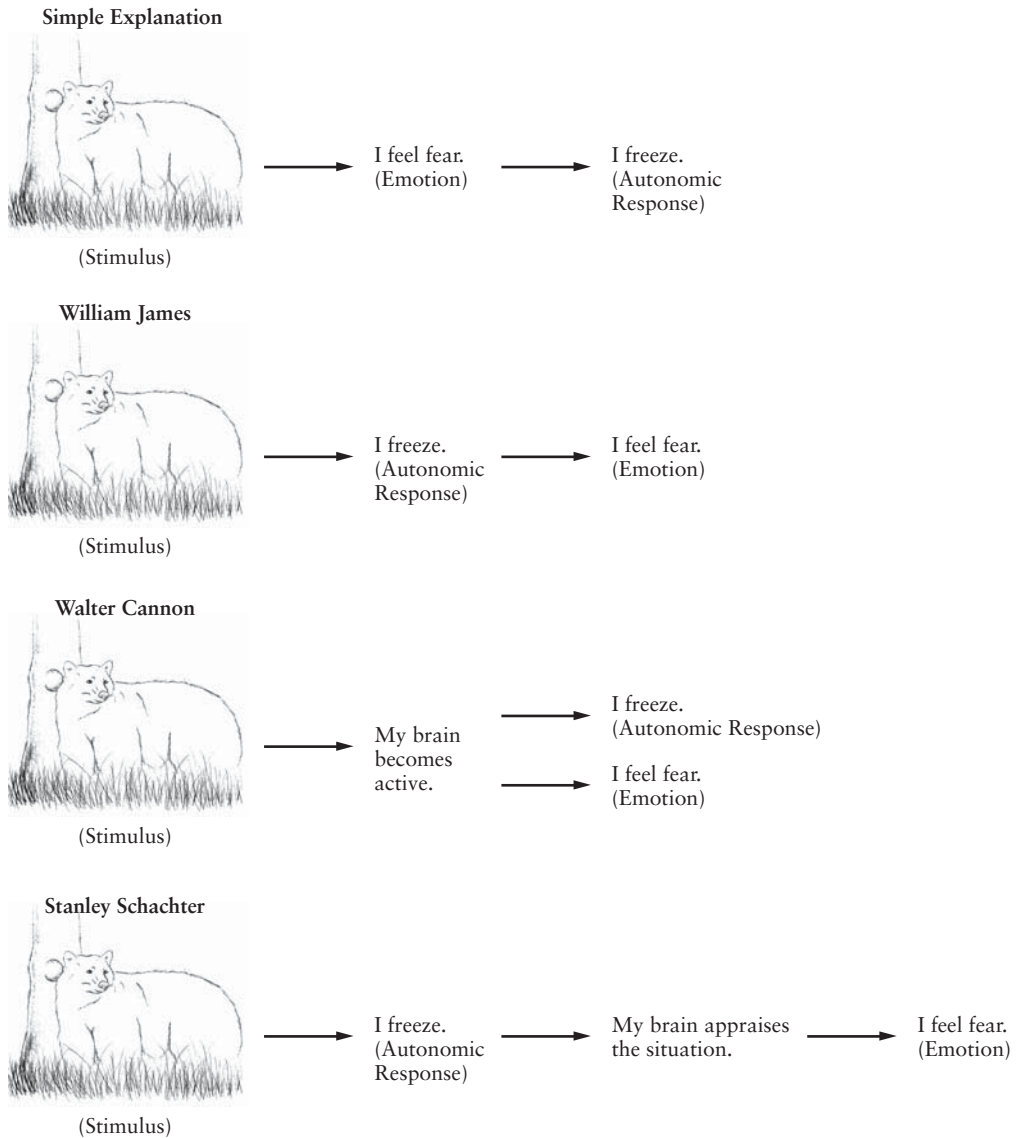 Simple Explanation
I feel fear.
(Emotion)
I freeze.
(Autonomic
Response)
(Stimulus)
William James
I freeze.
(Autonomic
Response)
I feel fear.
(Emotion)
(Stimulus)
Walter Cannon
My brain
becomes
active.
I freeze.
(Autonomic Response)
I feel fear.
(Emotion)
(Stimulus)
Stanley Schachter
I freeze.
(Autonomic
Response)
My brain appraises
the situation.
I feel fear.
(Emotion)
(Stimulus)